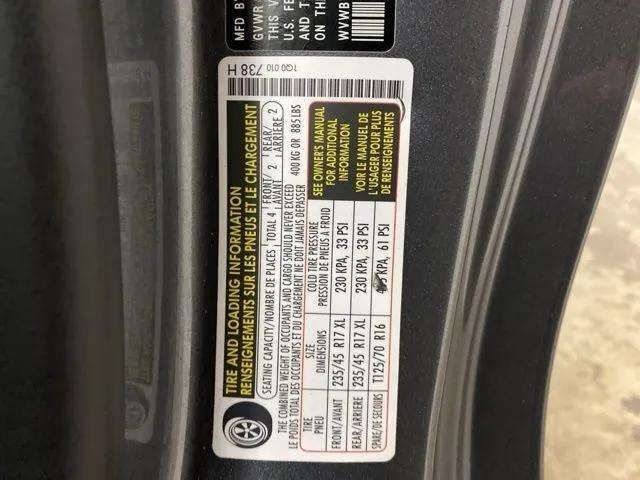 MFD BY
GVWR
THIS V
U.S. FE
AND T
WVWB
1Q0 010 738 H
TIRE AND LOADING INFORMATION
RENSEIGNEMENTS SUR LES PNEUS ET LE CHARGEMENT
SEATING CAPACITY/NOMBRE DE PLACES TOTAL 4 FRONT/AVANT 2 REAR/ARRIERE 2
THE COMBINED WEIGHT OF OCCUPANTS AND CARGO SHOULD NEVER EXCEED
LE POIDS TOTAL DES OCCUPANTS ET DU CHARGEMENT NE DOIT JAMAIS DEPASSER
400 KG OR 885 LBS
TIRE SIZE COLD TIRE PRESSURE
PNEU DIMENSIONS PRESSION DE PNEUS A FROID
FRONT/AVANT 235/45 R17 XL 230 KPA, 33 PSI
REAR/ARRIERE 235/45 R17 XL 230 KPA, 33 PSI
SPARE/DE SECOURS T125/70 R16 KPA, 61 PSI
SEE OWNER'S MANUAL
FOR ADDITIONAL
INFORMATION
VOIR LE MANUEL DE
L'USAGER POUR PLUS
DE RENSEIGNEMENTS